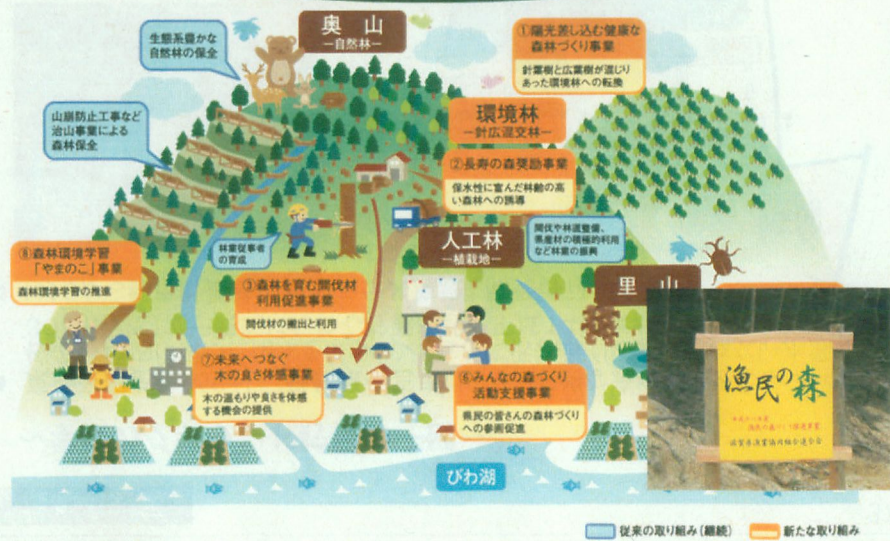 奥山
―自然林―
生態系豊かな
自然林の保全
①陽光差し込む健康な
森林づくり事業
針葉樹と広葉樹が混じり
あった環境林への転換
山崩防止工事など
治山事業による
森林保全
環境林
―針広混交林―
②長寿の森奨励事業
保水性に富んだ林齢の高
い森林への誘導
林業従事者
の育成
人工林
―植栽地―
間伐や林道整備、
県産材の積極的利用
など林業の振興
⑧森林環境学習
「やまのこ」事業
森林環境学習の推進
③森林を育む間伐材
利用促進事業
間伐材の搬出と利用
里山
漁民の森
滋賀県漁業協同組合連合会
⑦未来へつなぐ
木の良さ体感事業
木の温もりや良さを体感
する機会の提供
⑥みんなの森づくり
活動支援事業
県民の皆さんの森林づくり
への参画促進
びわ湖
従来の取り組み(継続)
新たな取り組み